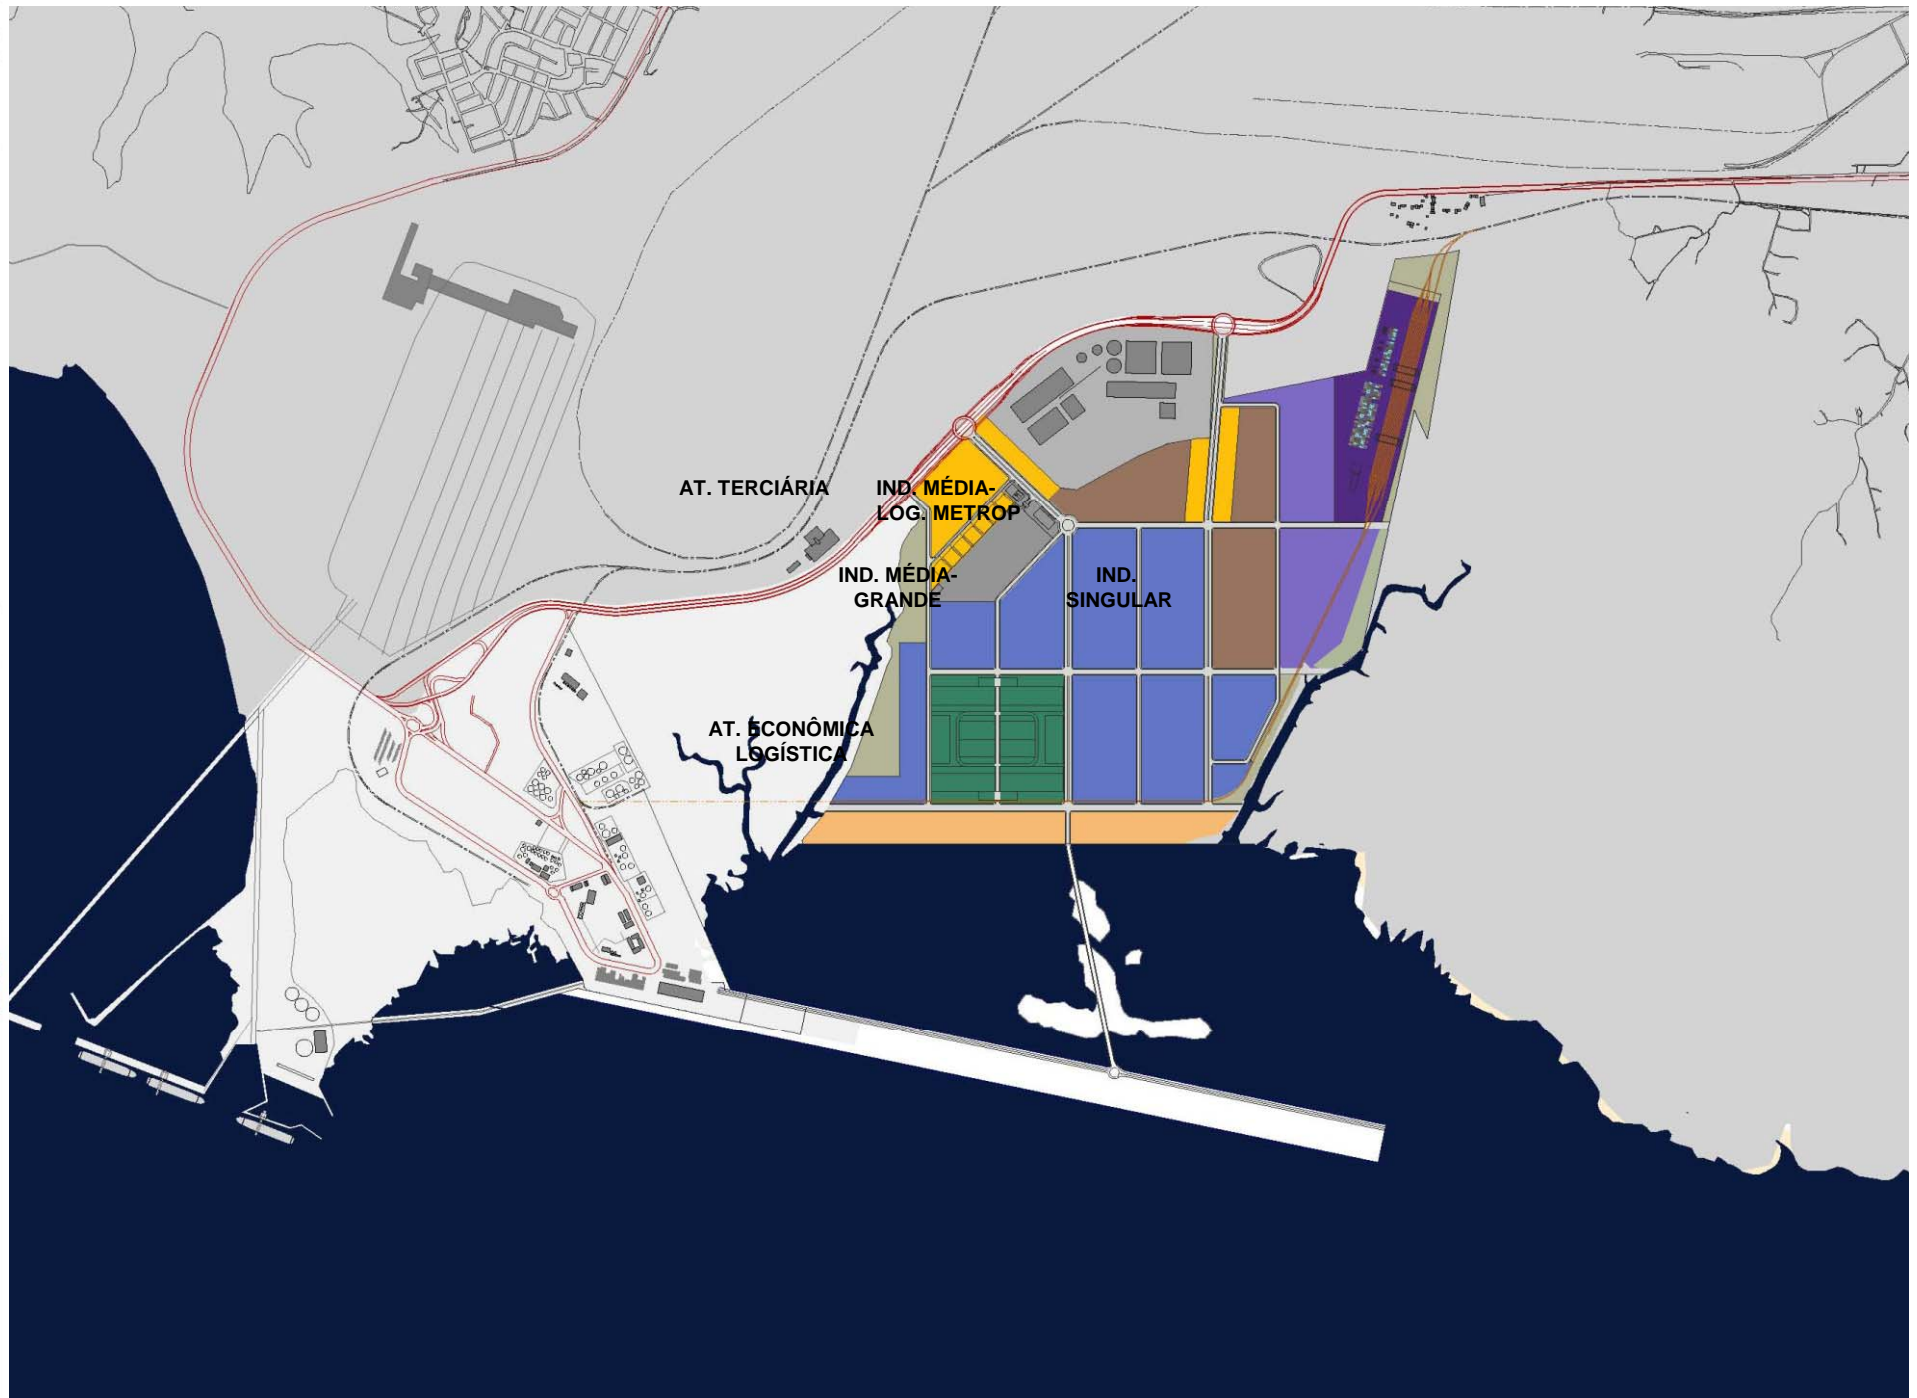 AT. TERCIÁRIA
IND. MÉDIA-
LOG. METROP
IND. MÉDIA-
GRANDE
IND.
SINGULAR
AT. ECONÔMICA
LOGÍSTICA